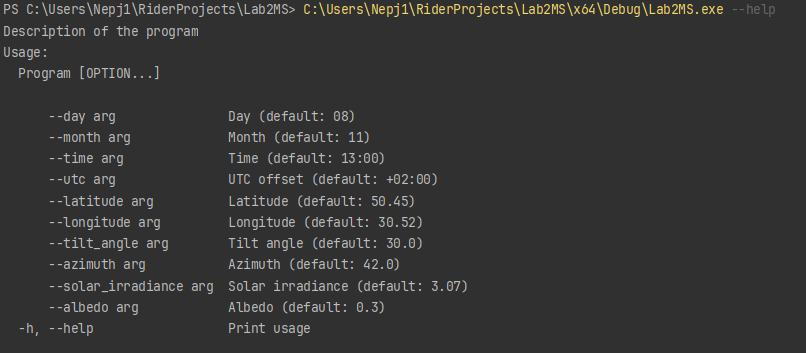 PS C:\Users\Nepj1\RiderProjects\Lab2MS> C:\Users\Nepj1\RiderProjects\Lab2MS\x64\Debug\Lab2MS.exe --help
Description of the program
Usage:
  Program [OPTION...]

      --day arg               Day (default: 08)
      --month arg             Month (default: 11)
      --time arg              Time (default: 13:00)
      --utc arg               UTC offset (default: +02:00)
      --latitude arg          Latitude (default: 50.45)
      --longitude arg         Longitude (default: 30.52)
      --tilt_angle arg        Tilt angle (default: 30.0)
      --azimuth arg           Azimuth (default: 42.0)
      --solar_irradiance arg  Solar irradiance (default: 3.07)
      --albedo arg            Albedo (default: 0.3)
  -h, --help                  Print usage